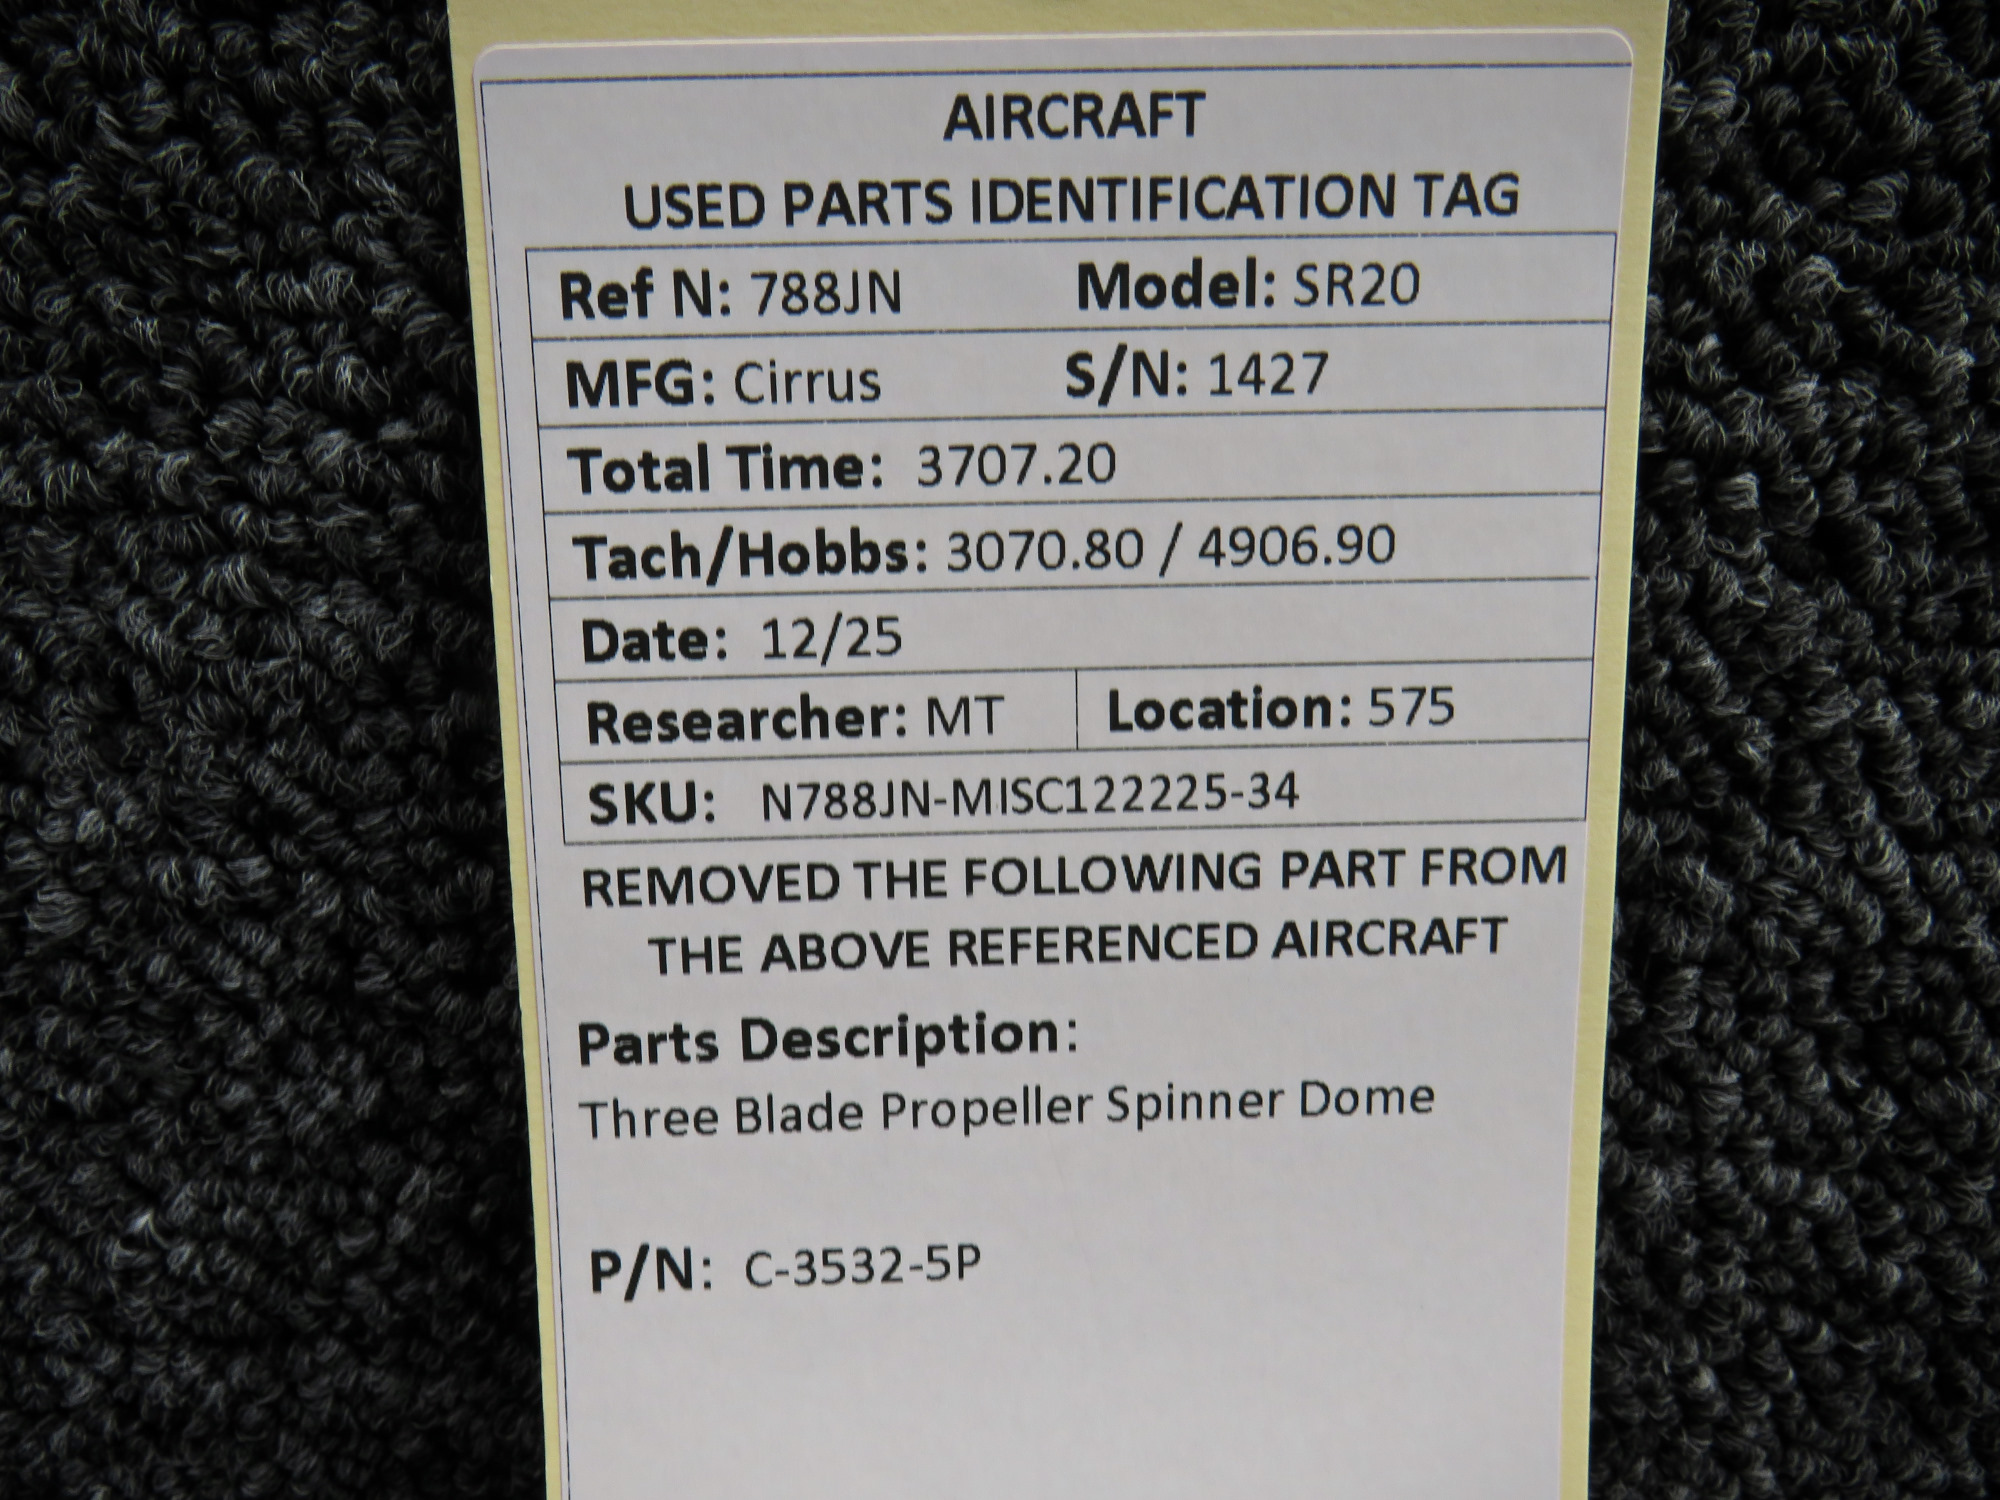 AIRCRAFT
USED PARTS IDENTIFICATION TAG
Ref N: 788JN Model: SR20
MFG: Cirrus S/N: 1427
Total Time: 3707.20
Tach/Hobbs: 3070.80 / 4906.90
Date: 12/25
Researcher: MT Location: 575
SKU: N788JN-MISC122225-34
REMOVED THE FOLLOWING PART FROM
THE ABOVE REFERENCED AIRCRAFT
Parts Description:
Three Blade Propeller Spinner Dome
P/N: C-3532-5P